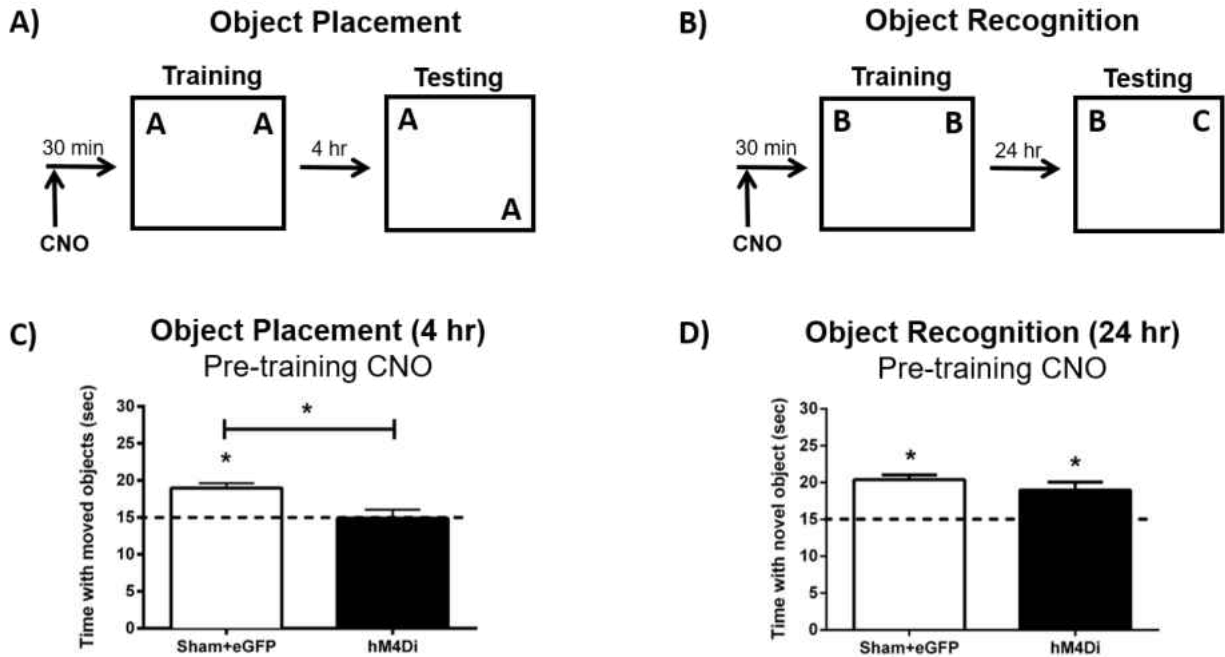 A) Object Placement
Training Testing
A A
A
30 min
4 hr
A
CNO
B) Object Recognition
Training Testing
B B
B C
30 min
24 hr
CNO
C) Object Placement (4 hr)
Pre-training CNO
Time with moved objects (sec)
30
25
20
15
10
5
0
*
*
Sham+eGFP hM4Di
D) Object Recognition (24 hr)
Pre-training CNO
Time with novel object (sec)
30
25
20
15
10
5
0
* *
Sham+eGFP hM4Di